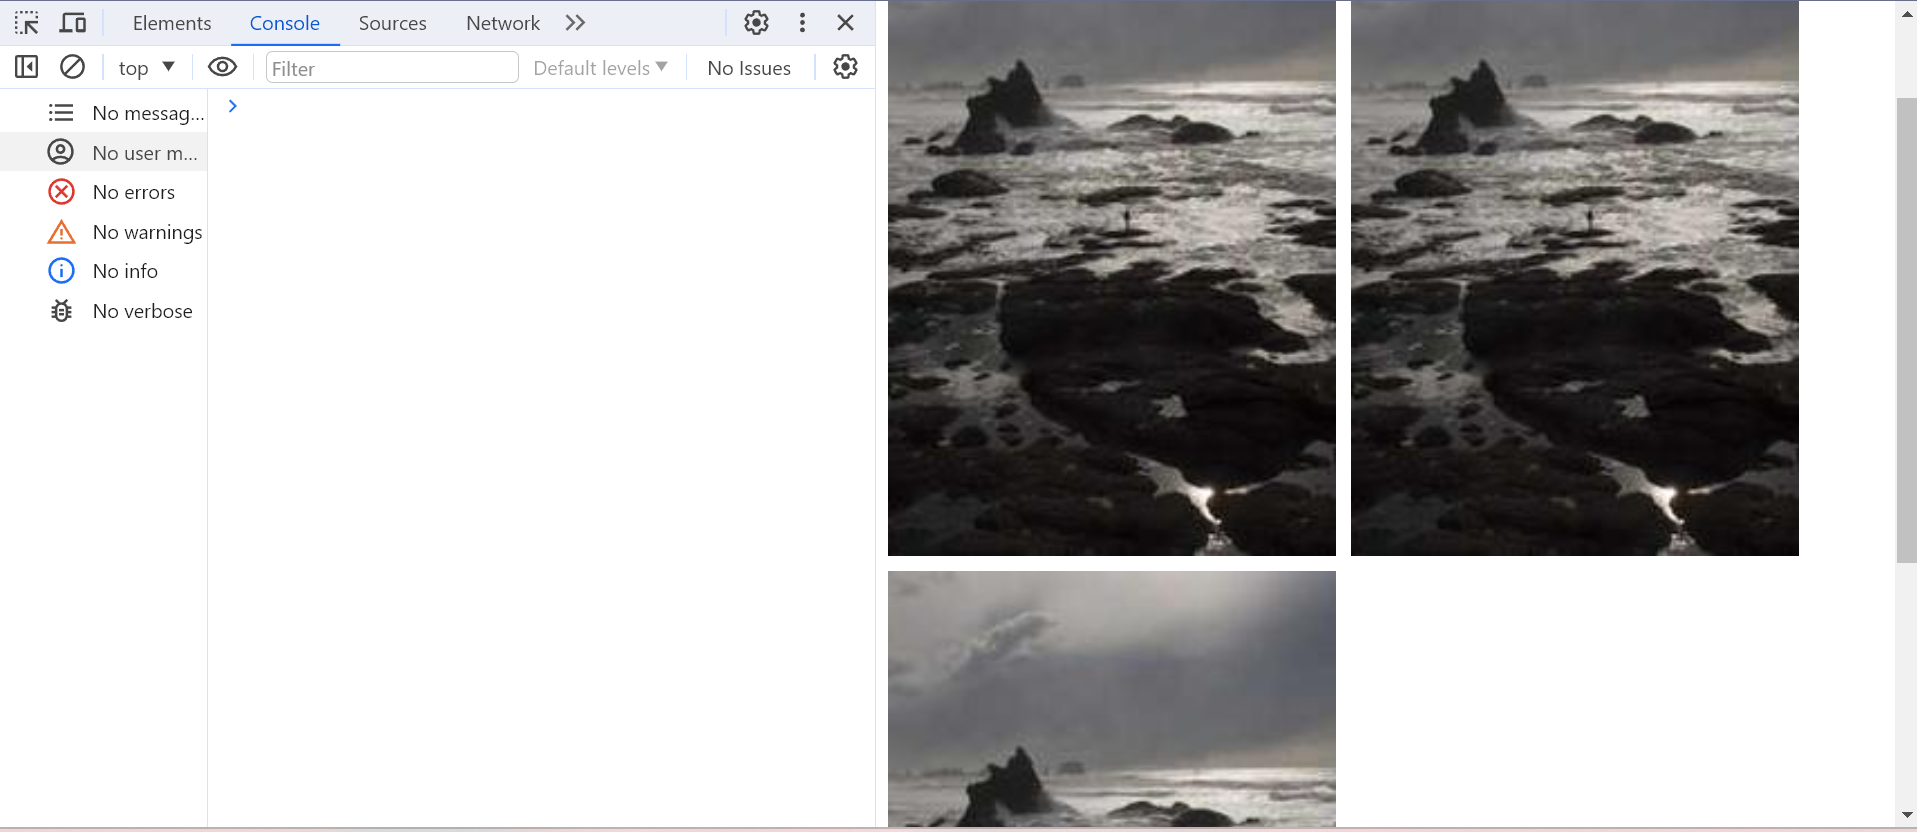 Elements Console Sources Network
top Filter Default levels No Issues
No messag...
No user m...
No errors
No warnings
No info
No verbose